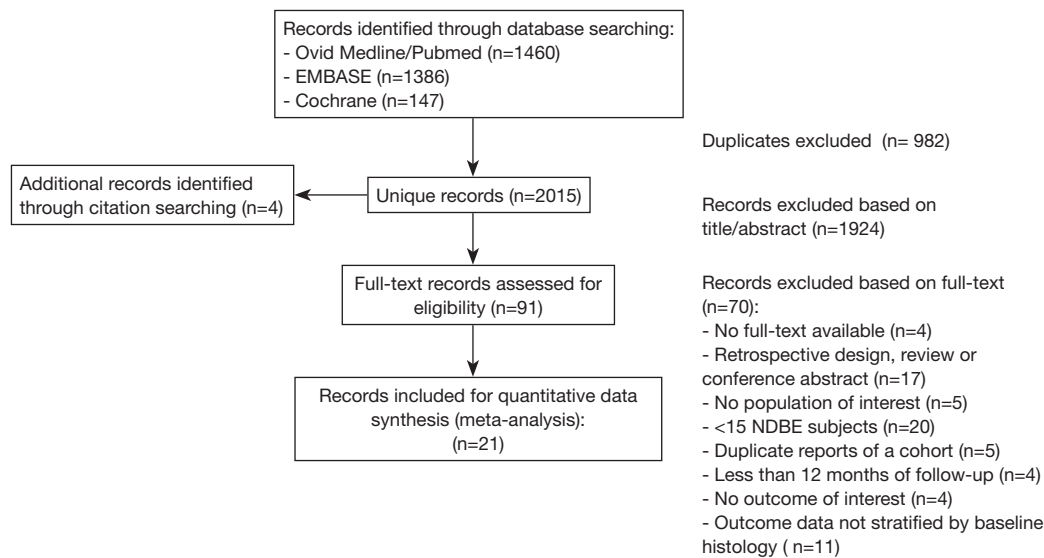 Records identified through database searching:
- Ovid Medline/Pubmed (n=1460)
- EMBASE (n=1386)
- Cochrane (n=147)
Duplicates excluded (n= 982)
Additional records identified
through citation searching (n=4)
Unique records (n=2015)
Records excluded based on
title/abstract (n=1924)
Full-text records assessed for
eligibility (n=91)
Records excluded based on full-text
(n=70):
- No full-text available (n=4)
- Retrospective design, review or
conference abstract (n=17)
- No population of interest (n=5)
- <15 NDBE subjects (n=20)
- Duplicate reports of a cohort (n=5)
- Less than 12 months of follow-up (n=4)
- No outcome of interest (n=4)
- Outcome data not stratified by baseline
histology ( n=11)
Records included for quantitative data
synthesis (meta-analysis):
(n=21)